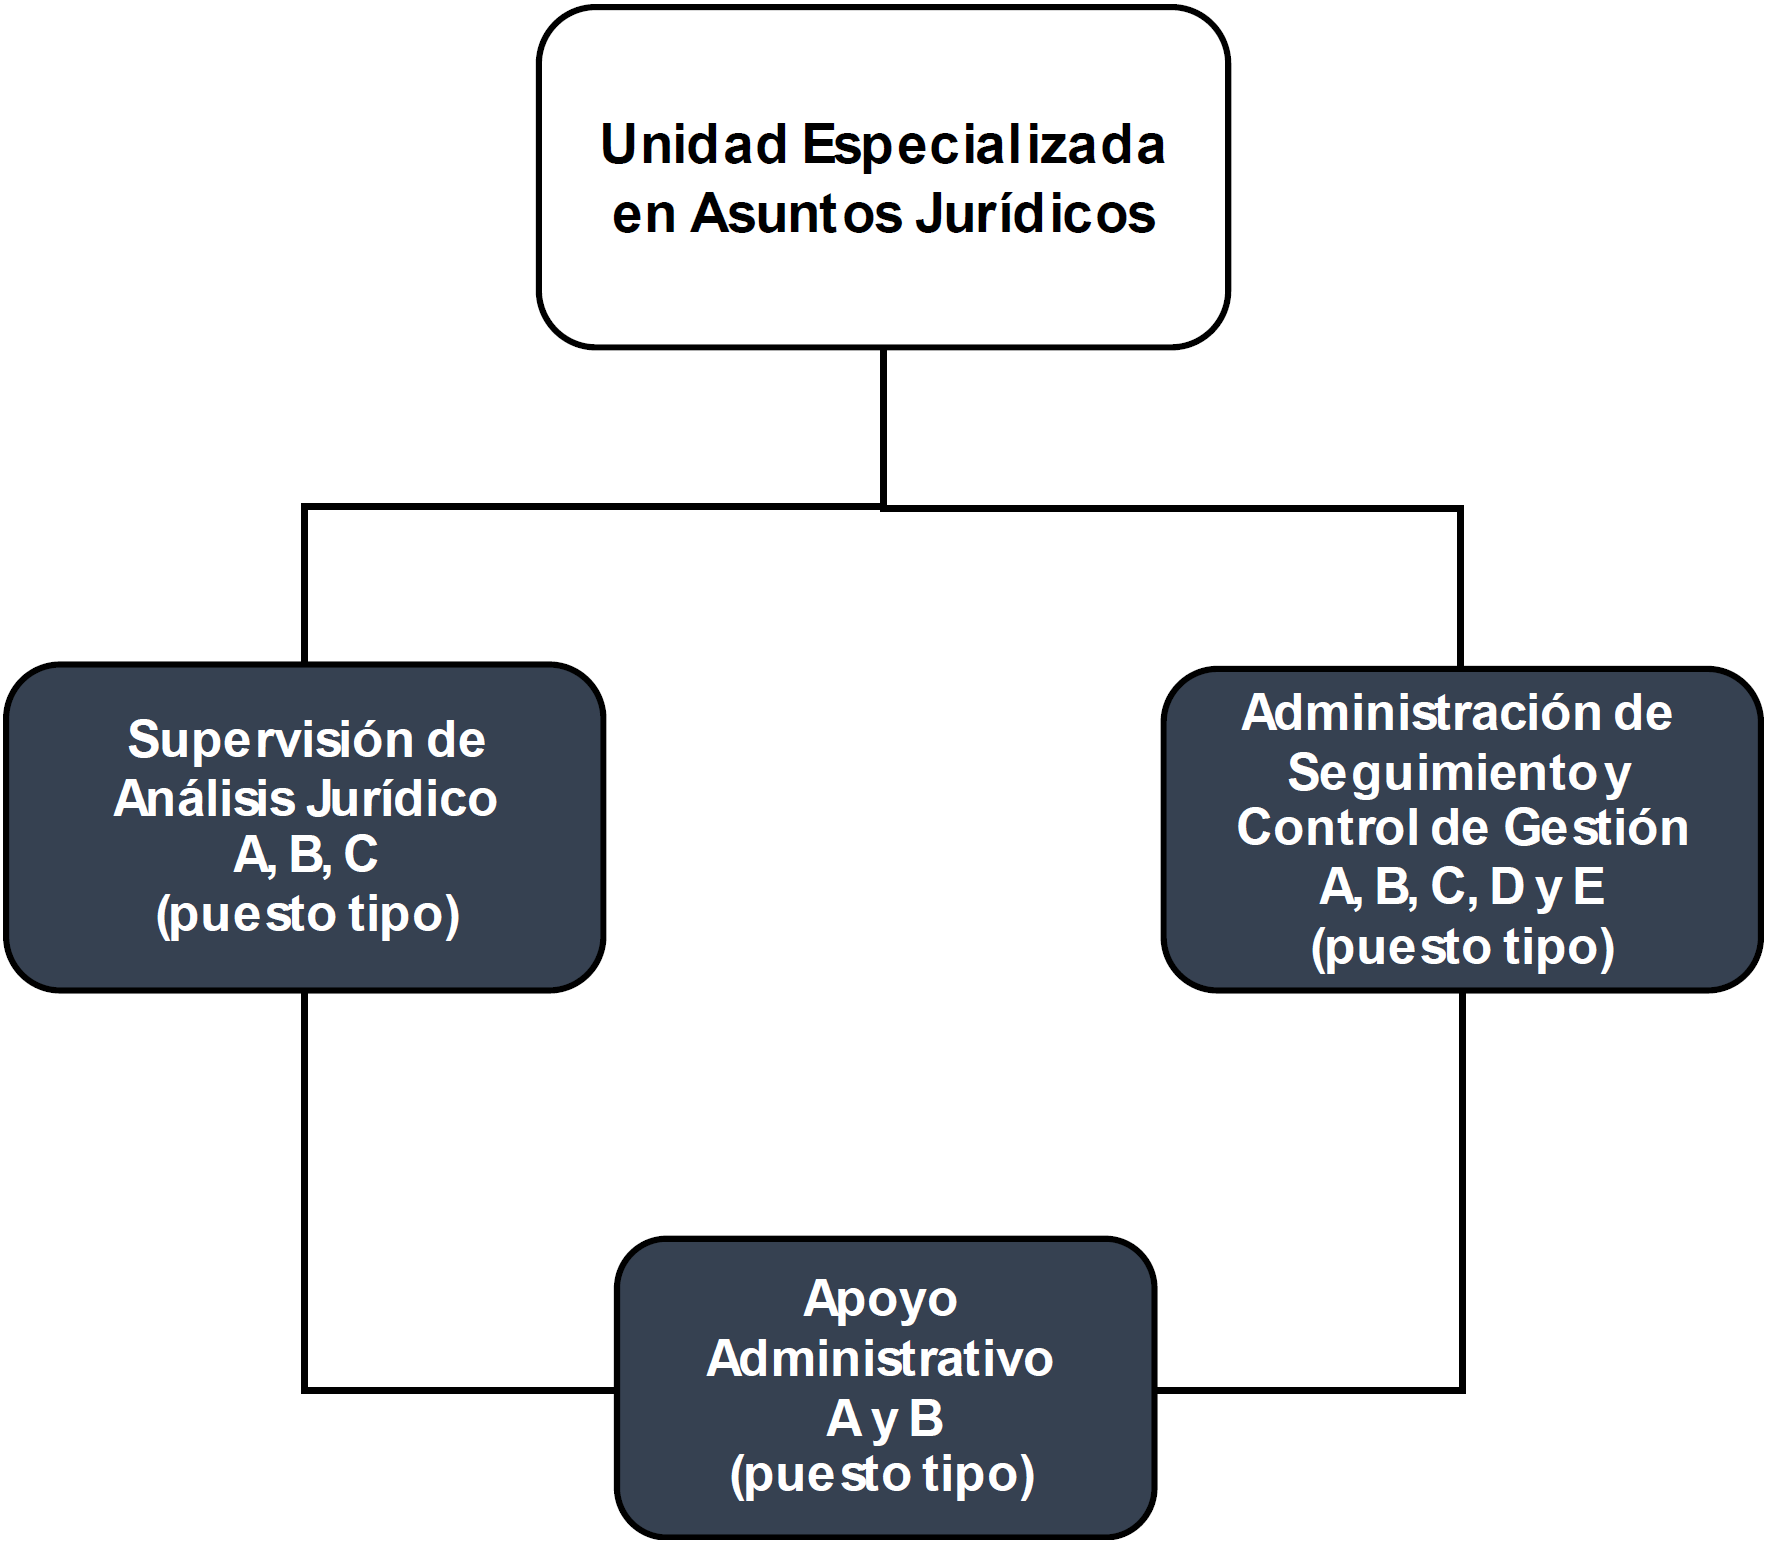 Unidad Especializada
en Asuntos Jurídicos
Supervisión de
Análisis Jurídico
A, B, C
(puesto tipo)
Administración de
Seguimiento y
Control de Gestión
A, B, C, D y E
(puesto tipo)
Apoyo
Administrativo
A y B
(puesto tipo)